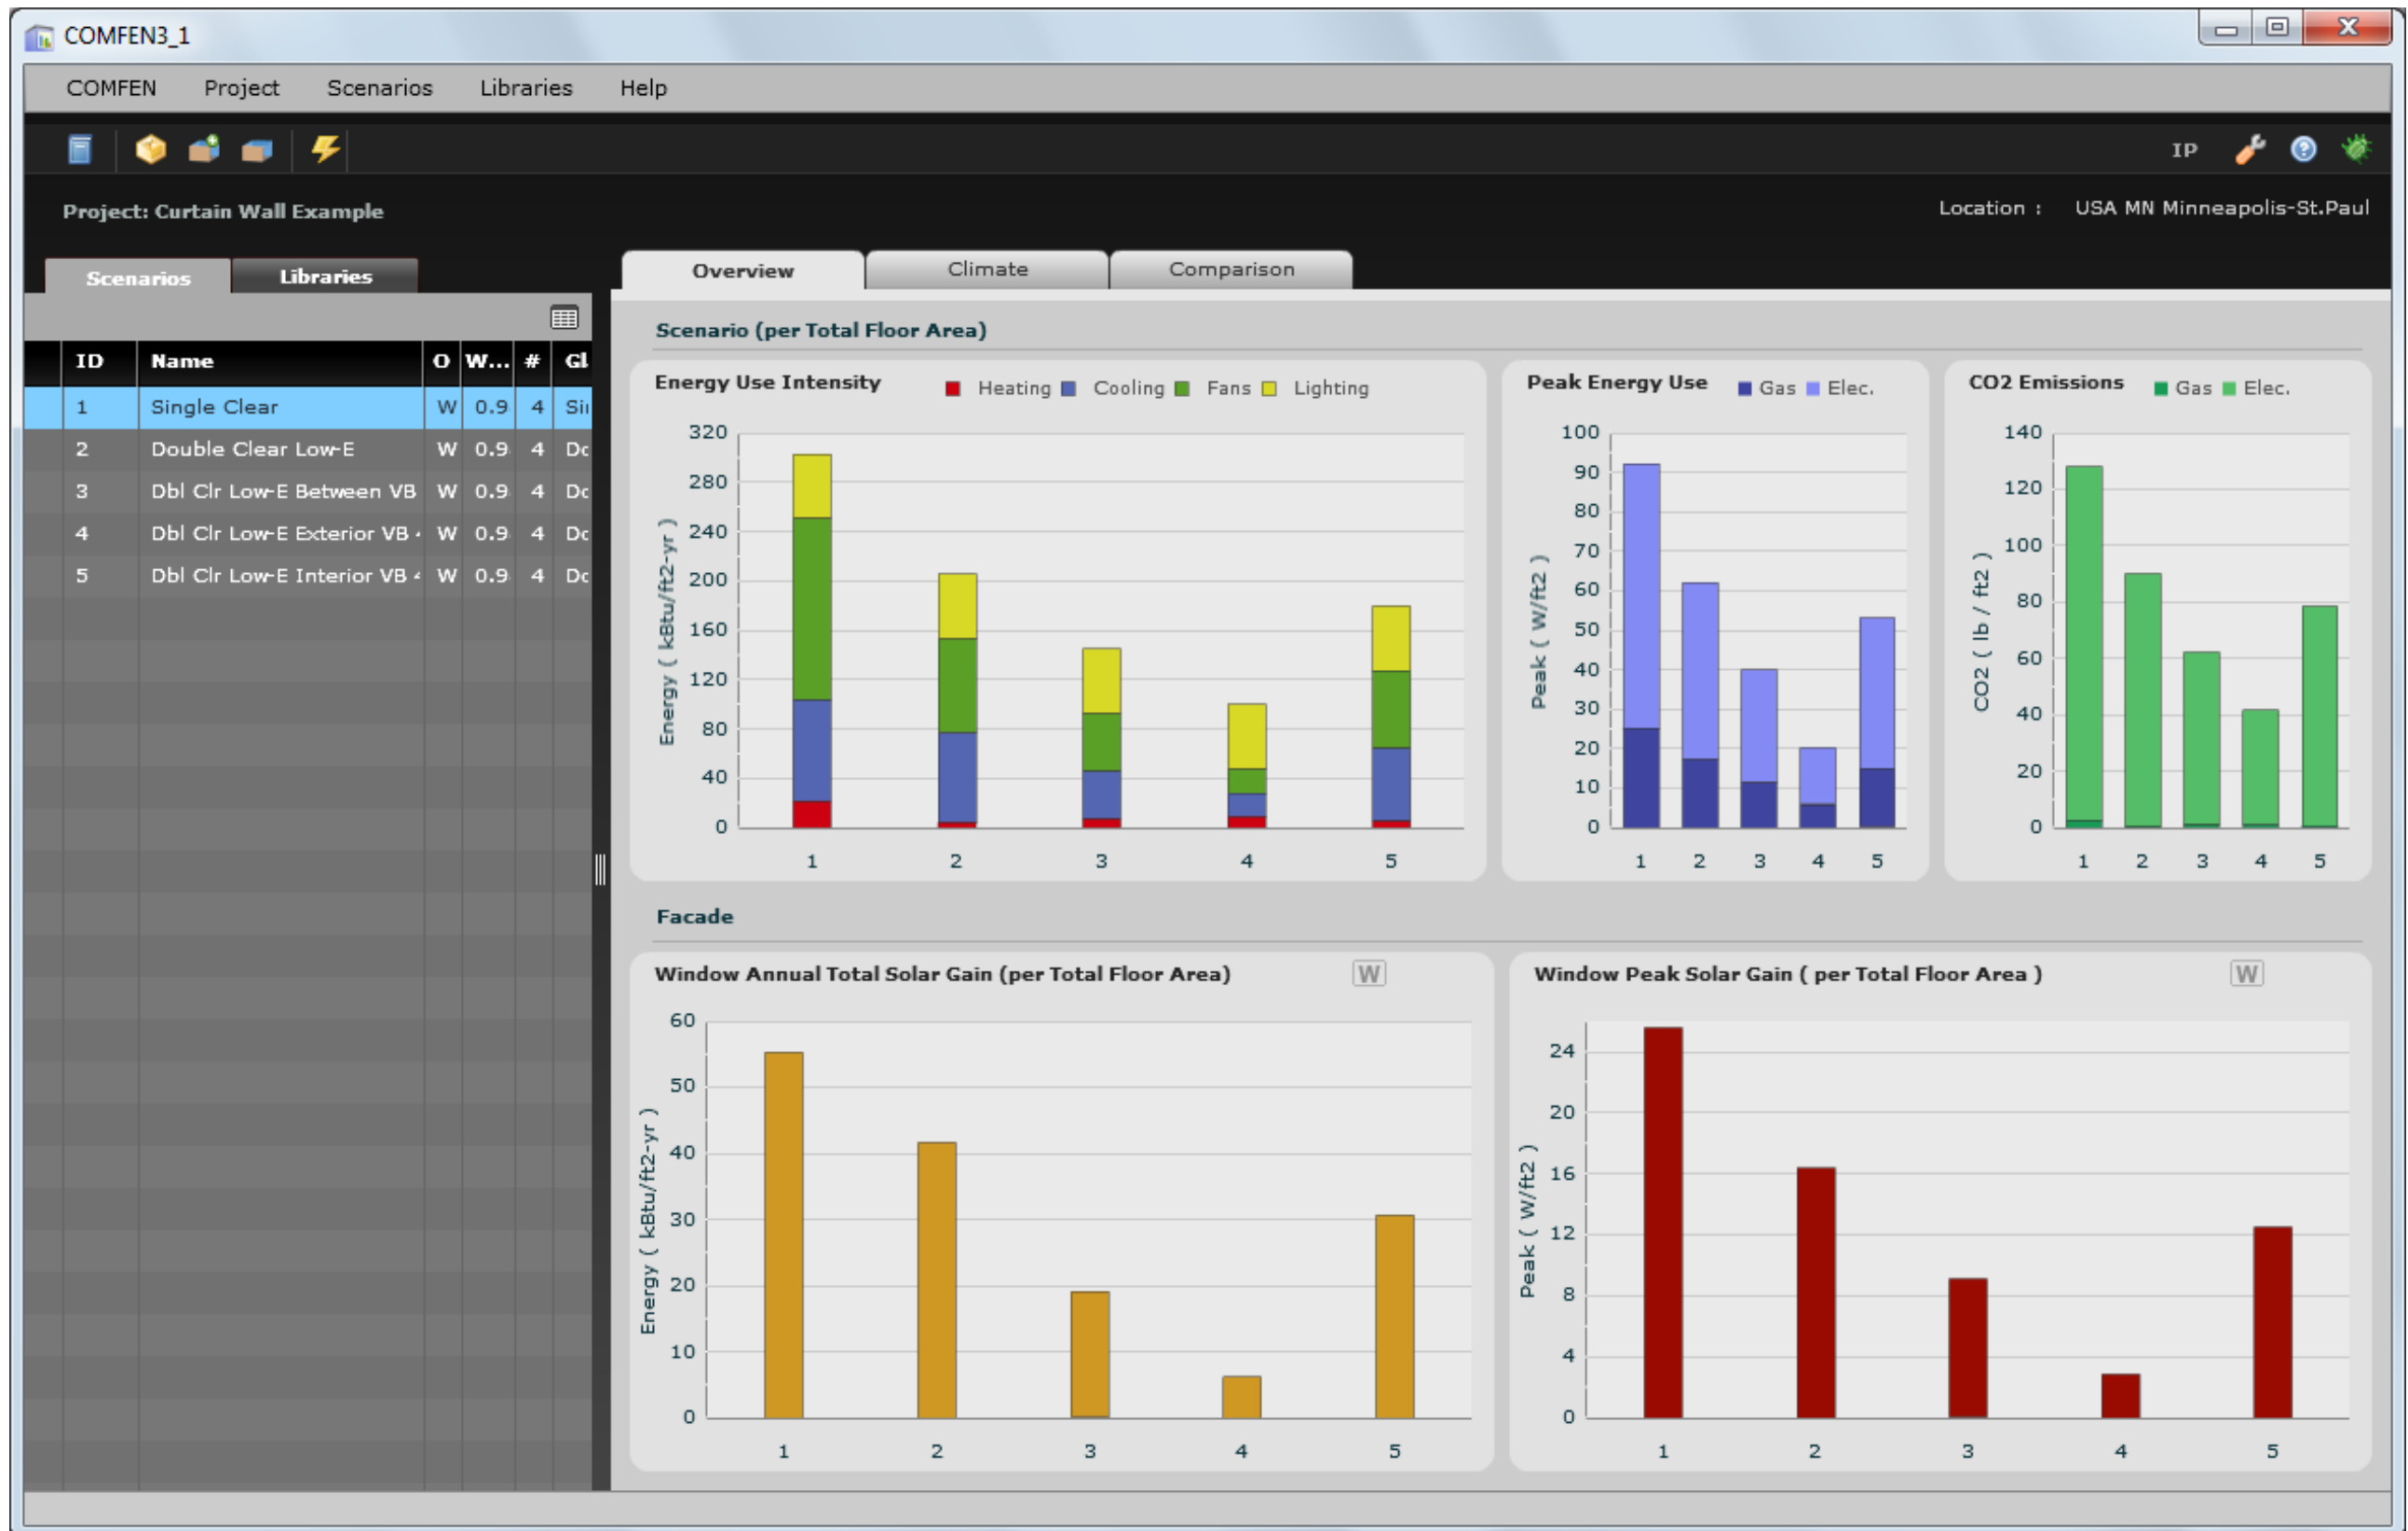 COMFEN3_1
COMFEN Project Scenarios Libraries Help
IP
Project: Curtain Wall Example
Location : USA MN Minneapolis-St.Paul
Scenarios Libraries
Overview Climate Comparison
ID Name O W... # Gl
1 Single Clear W 0.9 4 Sin
2 Double Clear Low-E W 0.9 4 Do
3 Dbl Clr Low-E Between VB W 0.9 4 Do
4 Dbl Clr Low-E Exterior VB 4 W 0.9 4 Do
5 Dbl Clr Low-E Interior VB 4 W 0.9 4 Do
Scenario (per Total Floor Area)
Energy Use Intensity Heating Cooling Fans Lighting
320
280
240
200
160
120
80
40
0
Energy ( kBtu/ft2-yr )
1 2 3 4 5
Peak Energy Use Gas Elec.
100
90
80
70
60
50
40
30
20
10
0
Peak ( W/ft2 )
1 2 3 4 5
CO2 Emissions Gas Elec.
140
120
100
80
60
40
20
0
CO2 ( lb / ft2 )
1 2 3 4 5
Facade
Window Annual Total Solar Gain (per Total Floor Area) W
60
50
40
30
20
10
0
Energy ( kBtu/ft2-yr )
1 2 3 4 5
Window Peak Solar Gain ( per Total Floor Area ) W
24
20
16
12
8
4
0
Peak ( W/ft2 )
1 2 3 4 5